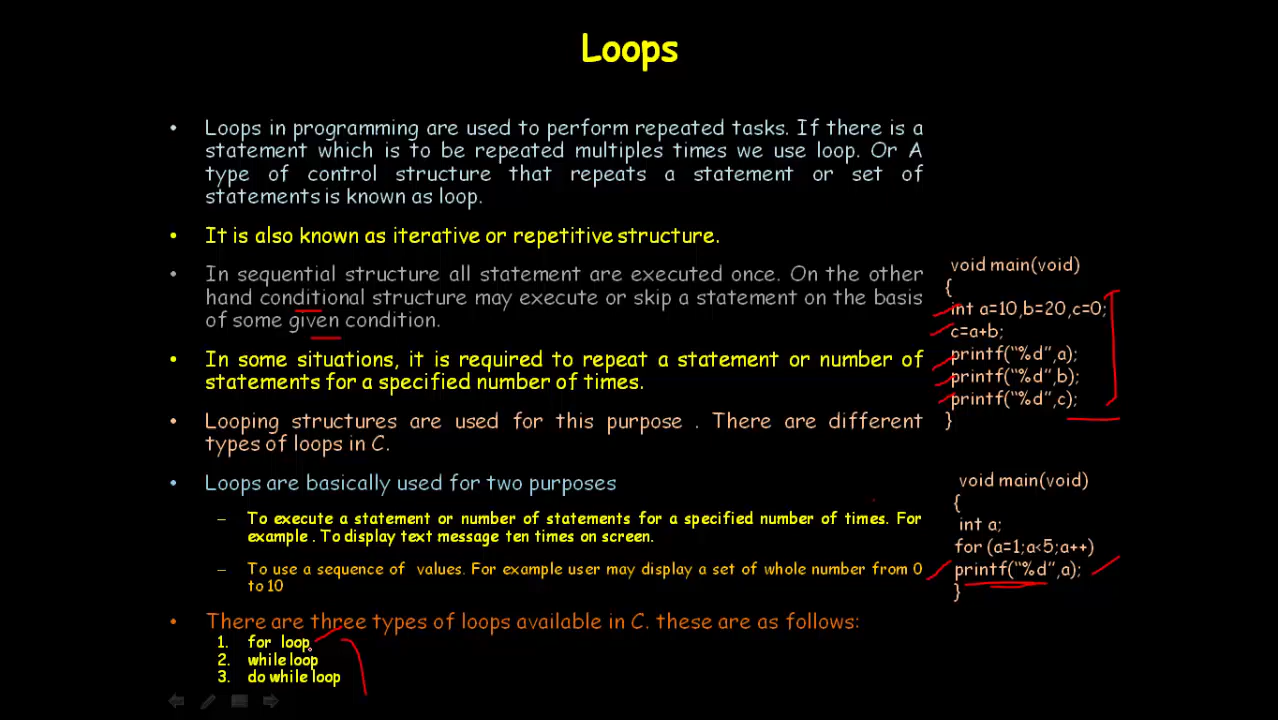 Loops
• Loops in programming are used to perform repeated tasks. If there is a
statement which is to be repeated multiples times we use loop. Or A
type of control structure that repeats a statement or set of
statements is known as loop.
• It is also known as iterative or repetitive structure.
• In sequential structure all statement are executed once. On the other
hand conditional structure may execute or skip a statement on the basis
of some given condition.
• In some situations, it is required to repeat a statement or number of
statements for a specified number of times.
• Looping structures are used for this purpose . There are different
types of loops in C.
• Loops are basically used for two purposes
– To execute a statement or number of statements for a specified number of times. For
example . To display text message ten times on screen.
– To use a sequence of values. For example user may display a set of whole number from 0
to 10
• There are three types of loops available in C. these are as follows:
1. for loop
2. while loop
3. do while loop
void main(void)
{
int a=10,b=20,c=0;
c=a+b;
printf("%d",a);
printf("%d",b);
printf("%d",c);
}
void main(void)
{
int a;
for (a=1;a<5;a++)
printf("%d",a);
}